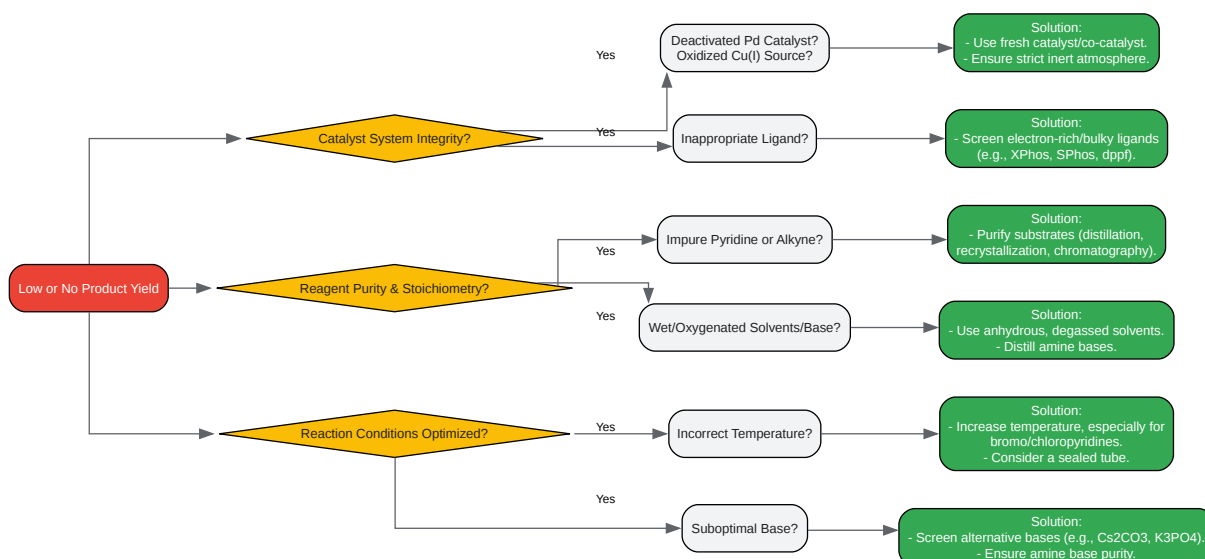 Low or No Product Yield
Catalyst System Integrity?
Yes
Deactivated Pd Catalyst?
Oxidized Cu(I) Source?
Solution:
- Use fresh catalyst/co-catalyst.
- Ensure strict inert atmosphere.
Yes
Inappropriate Ligand?
Solution:
- Screen electron-rich/bulky ligands
(e.g., XPhos, SPhos, dppf).
Reagent Purity & Stoichiometry?
Yes
Impure Pyridine or Alkyne?
Solution:
- Purify substrates (distillation,
recrystallization, chromatography).
Yes
Wet/Oxygenated Solvents/Base?
Solution:
- Use anhydrous, degassed solvents.
- Distill amine bases.
Reaction Conditions Optimized?
Yes
Incorrect Temperature?
Solution:
- Increase temperature, especially for
bromo/chloropyridines.
- Consider a sealed tube.
Yes
Suboptimal Base?
Solution:
- Screen alternative bases (e.g., Cs2CO3, K3PO4).
- Ensure amine base purity.